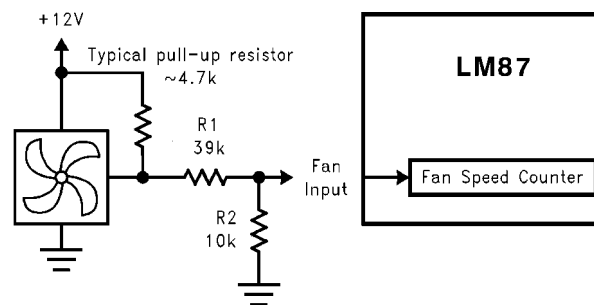 +12V
Typical pull-up resistor
~4.7k
R1
39k
R2
10k
Fan
Input
LM87
Fan Speed Counter